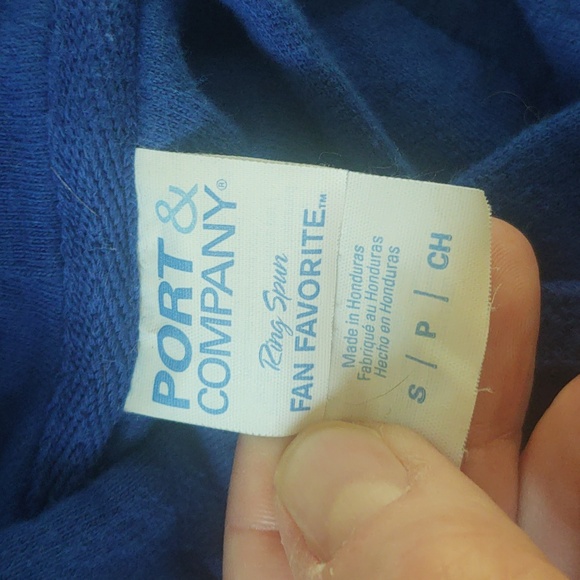 PORT &
COMPANY®
Ring Spun
FAN FAVORITE™
Made in Honduras
Fabriqué au Honduras
Hecho en Honduras
S / P / CH